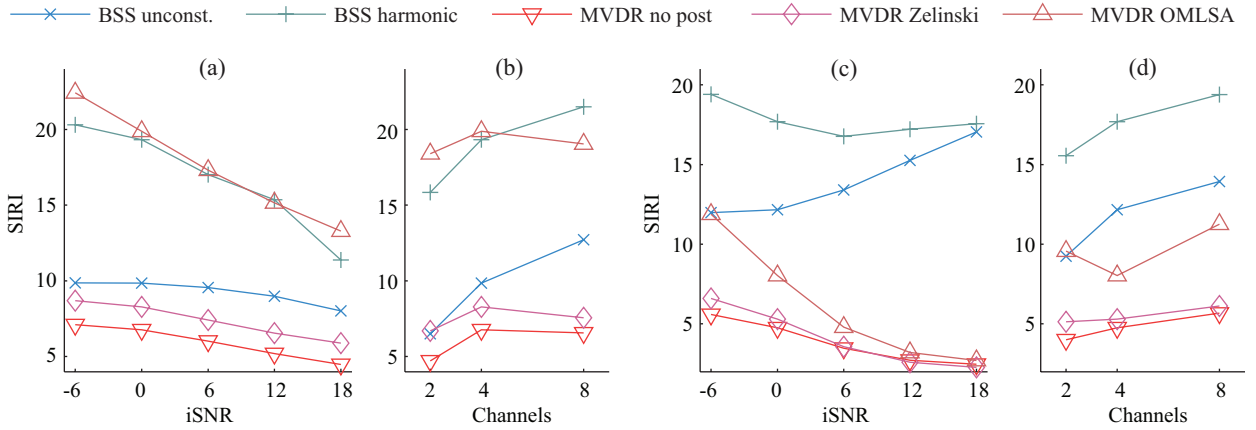 BSS unconst. BSS harmonic MVDR no post MVDR Zelinski MVDR OMLSA
(a) (b) (c) (d)
20 20 20 20
15 15 15 15
10 10 10 10
5 5 5 5
SIRI SIRI
-6 0 6 12 18 2 4 8 -6 0 6 12 18 2 4 8
iSNR Channels iSNR Channels